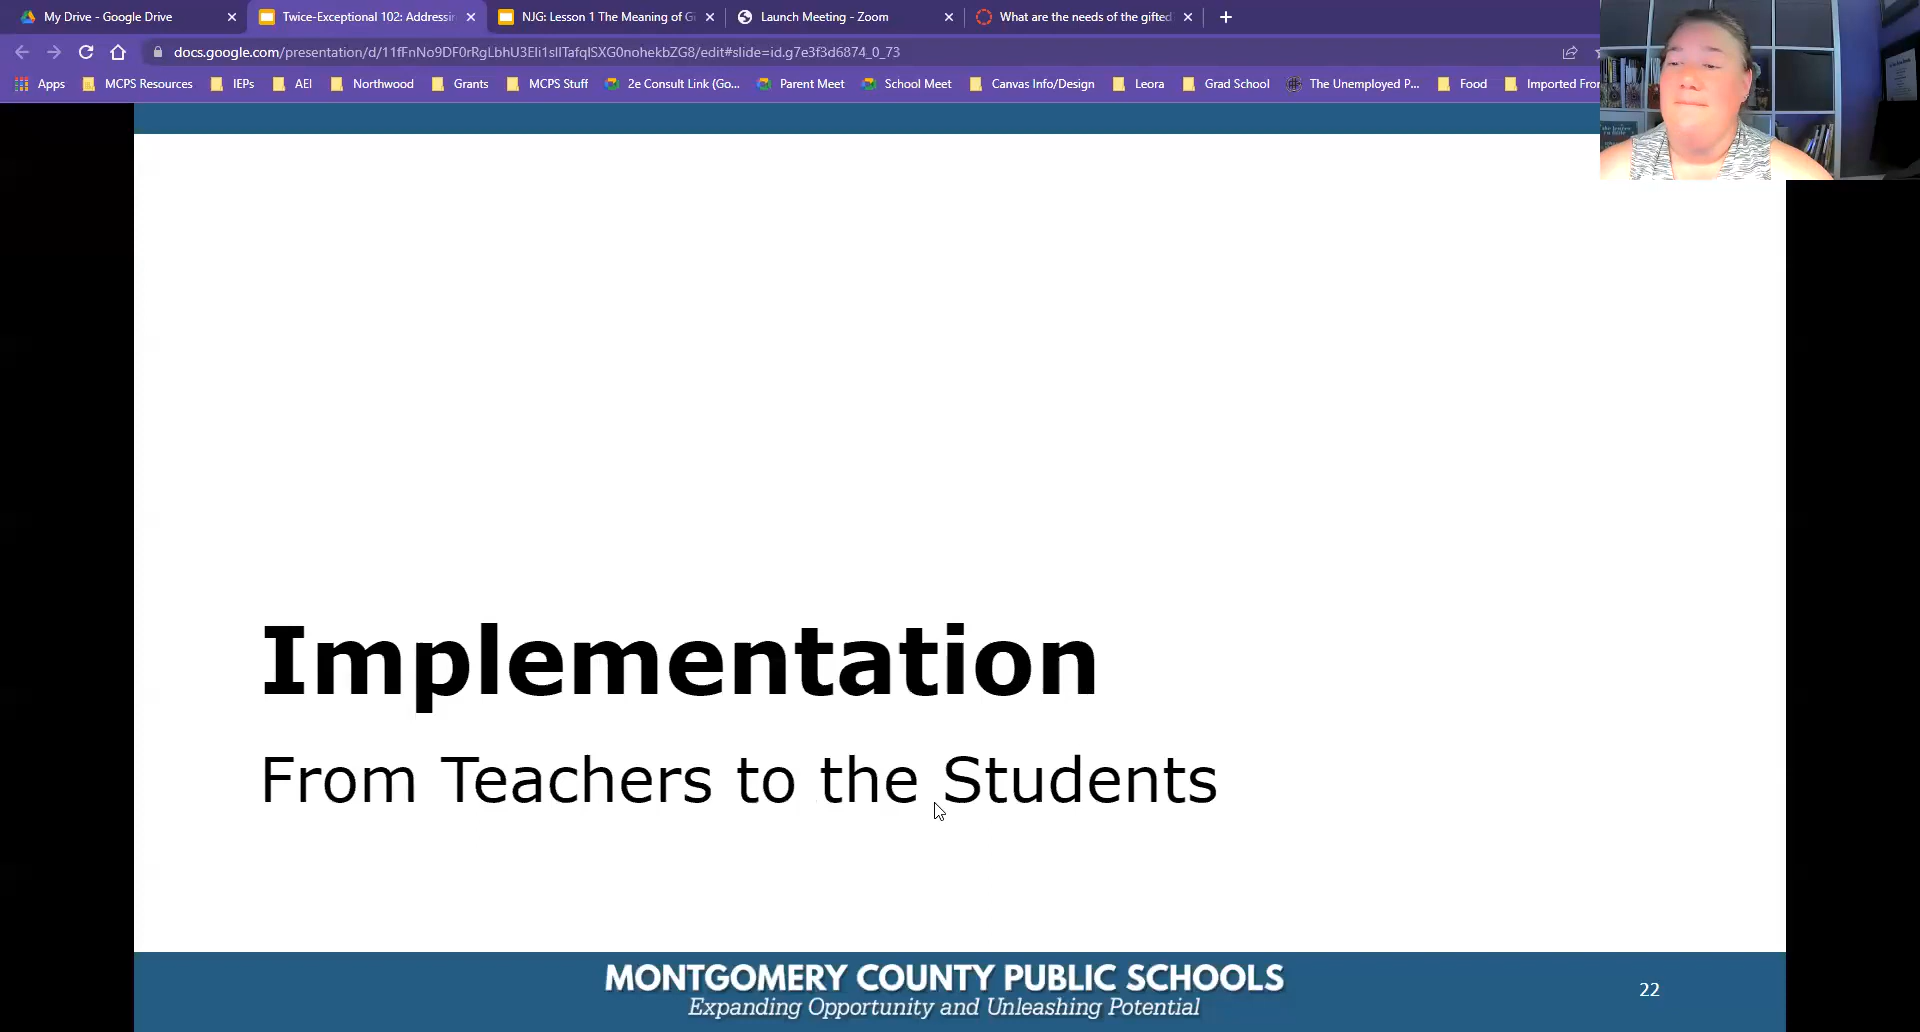 My Drive - Google Drive
Twice-Exceptional 102: Addressin
NJG: Lesson 1 The Meaning of Gi
Launch Meeting - Zoom
What are the needs of the gifted
docs.google.com/presentation/d/11fFnNo9DF0rRgLbhU3Eli1sllTafqlSXG0nohekbZG8/edit#slide=id.g7e3f3d6874_0_73
Apps
MCPS Resources
IEPs
AEI
Northwood
Grants
MCPS Stuff
2e Consult Link (Go...
Parent Meet
School Meet
Canvas Info/Design
Leora
Grad School
The Unemployed P...
Food
Imported Fro
Implementation
From Teachers to the Students
MONTGOMERY COUNTY PUBLIC SCHOOLS
Expanding Opportunity and Unleashing Potential
22